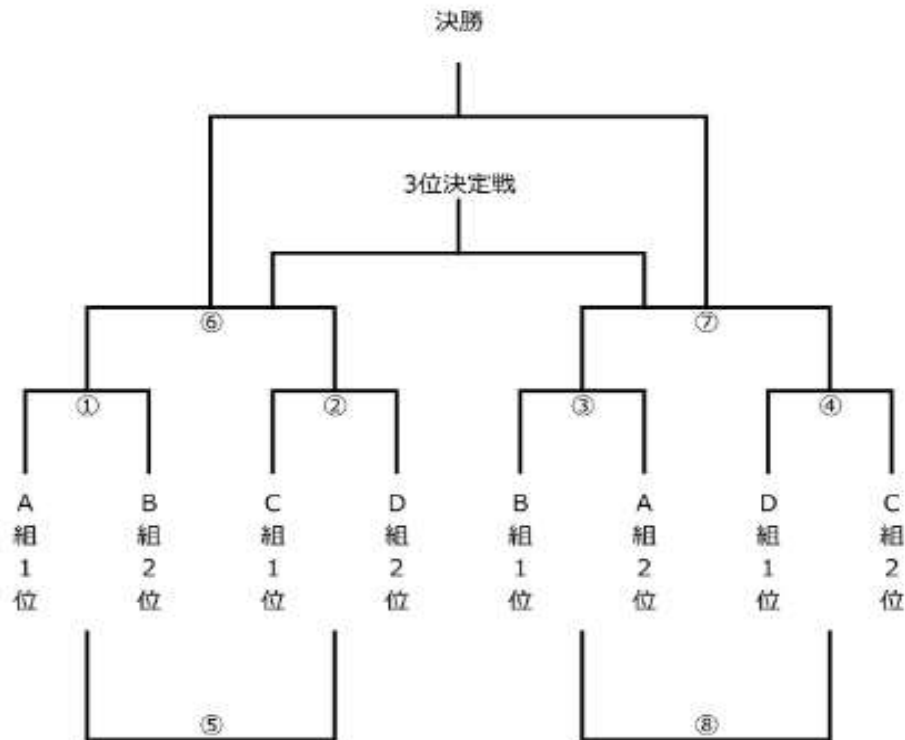 決勝
3位決定戦
⑥
⑦
①
②
③
④
A組1位
B組2位
C組1位
D組2位
B組1位
A組2位
D組1位
C組2位
⑤
⑧